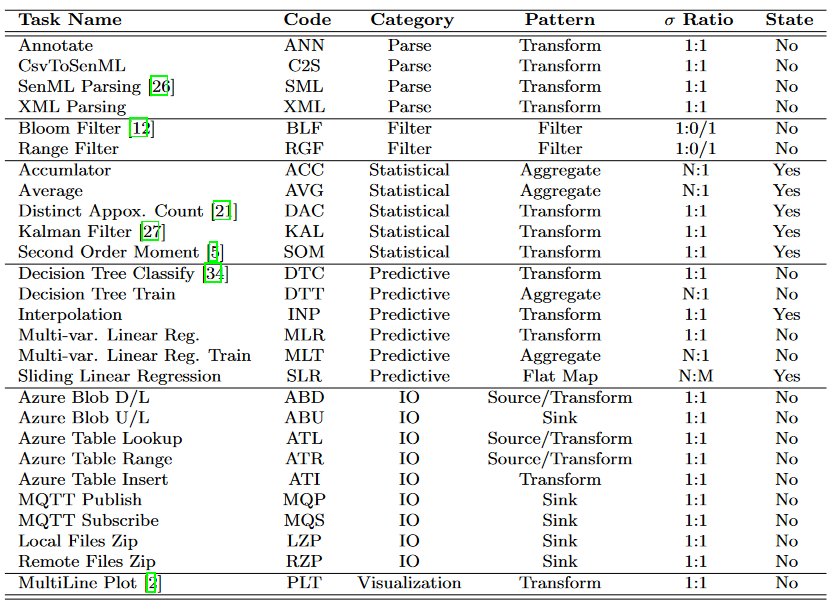 Task Name Code Category Pattern σ Ratio State
Annotate ANN Parse Transform 1:1 No
CsvToSenML C2S Parse Transform 1:1 No
SenML Parsing [26] SML Parse Transform 1:1 No
XML Parsing XML Parse Transform 1:1 No
Bloom Filter [12] BLF Filter Filter 1:0/1 No
Range Filter RGF Filter Filter 1:0/1 No
Accumlator ACC Statistical Aggregate N:1 Yes
Average AVG Statistical Aggregate N:1 Yes
Distinct Appox. Count [21] DAC Statistical Transform 1:1 Yes
Kalman Filter [27] KAL Statistical Transform 1:1 Yes
Second Order Moment [5] SOM Statistical Transform 1:1 Yes
Decision Tree Classify [34] DTC Predictive Transform 1:1 No
Decision Tree Train DTT Predictive Aggregate N:1 No
Interpolation INP Predictive Transform 1:1 Yes
Multi-var. Linear Reg. MLR Predictive Transform 1:1 No
Multi-var. Linear Reg. Train MLT Predictive Aggregate N:1 No
Sliding Linear Regression SLR Predictive Flat Map N:M Yes
Azure Blob D/L ABD IO Source/Transform 1:1 No
Azure Blob U/L ABU IO Sink 1:1 No
Azure Table Lookup ATL IO Source/Transform 1:1 No
Azure Table Range ATR IO Source/Transform 1:1 No
Azure Table Insert ATI IO Transform 1:1 No
MQTT Publish MQP IO Sink 1:1 No
MQTT Subscribe MQS IO Sink 1:1 No
Local Files Zip LZP IO Sink 1:1 No
Remote Files Zip RZP IO Sink 1:1 No
MultiLine Plot [2] PLT Visualization Transform 1:1 No